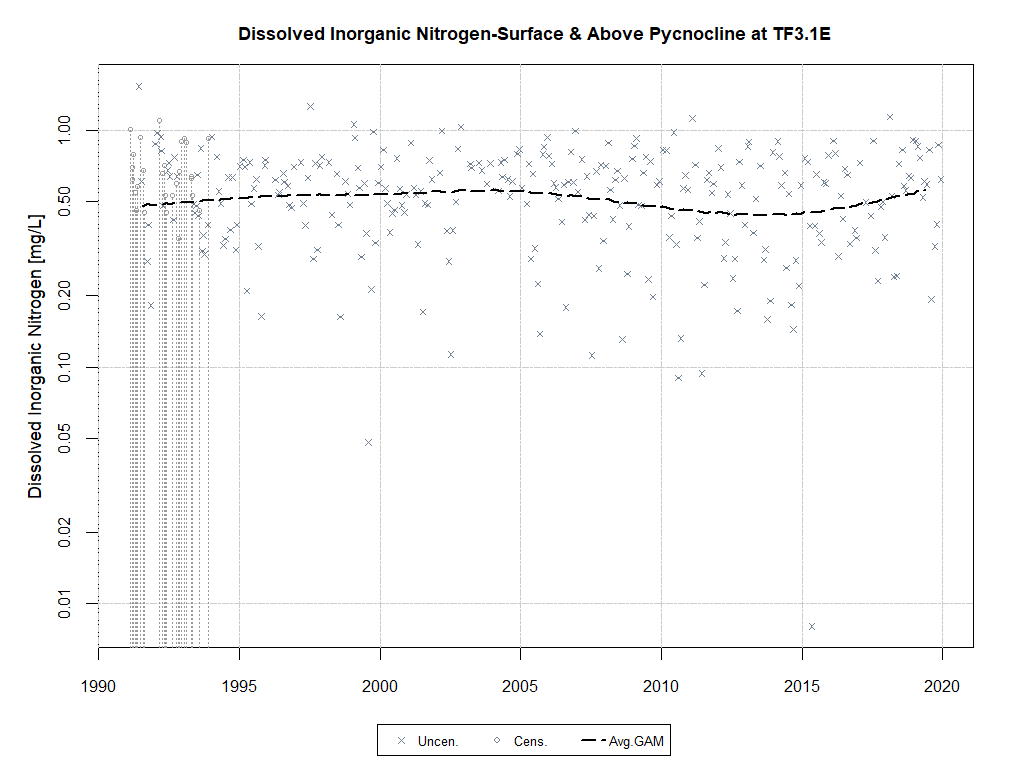 Dissolved Inorganic Nitrogen-Surface & Above Pycnocline at TF3.1E
Dissolved Inorganic Nitrogen [mg/L]
1.00
0.50
0.20
0.10
0.05
0.02
0.01
1990 1995 2000 2005 2010 2015 2020
Uncen. Cens. Avg.GAM